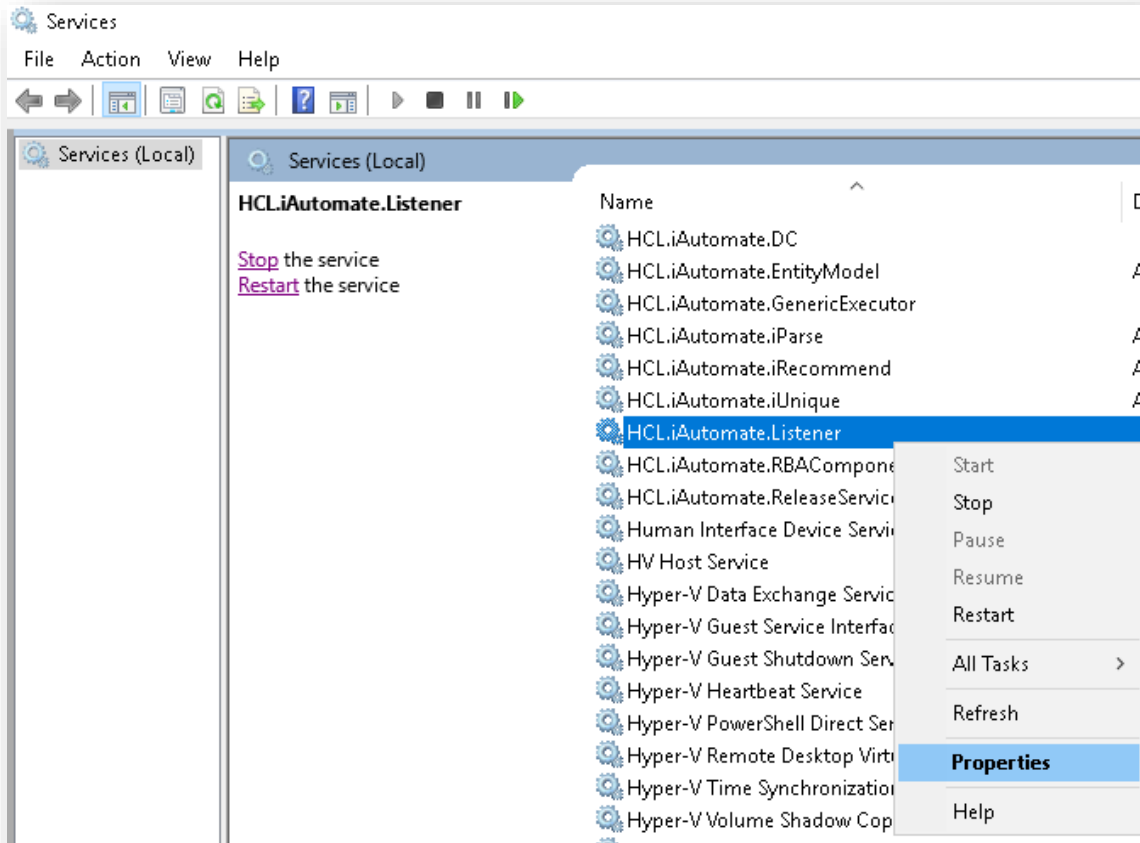 Services
File Action View Help
Services (Local)
Services (Local)
HCL.iAutomate.Listener
Stop the service
Restart the service
Name
HCL.iAutomate.DC
HCL.iAutomate.EntityModel
HCL.iAutomate.GenericExecutor
HCL.iAutomate.iParse
HCL.iAutomate.iRecommend
HCL.iAutomate.iUnique
HCL.iAutomate.Listener
HCL.iAutomate.RBACompone
HCL.iAutomate.ReleaseService
Human Interface Device Servi
HV Host Service
Hyper-V Data Exchange Servic
Hyper-V Guest Service Interfac
Hyper-V Guest Shutdown Serv
Hyper-V Heartbeat Service
Hyper-V PowerShell Direct Ser
Hyper-V Remote Desktop Virtu
Hyper-V Time Synchronization
Hyper-V Volume Shadow Cop
Start
Stop
Pause
Resume
Restart
All Tasks
Refresh
Properties
Help